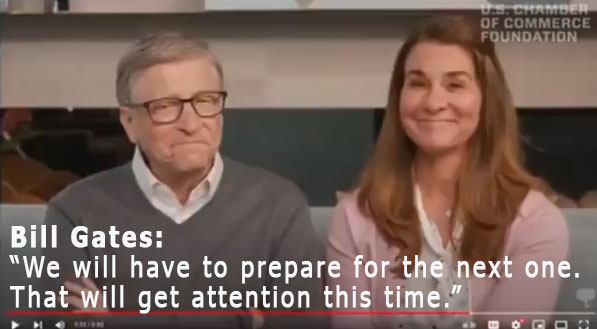 U.S. CHAMBER
OF COMMERCE
FOUNDATION
Bill Gates:
“We will have to prepare for the next one.
That will get attention this time.”